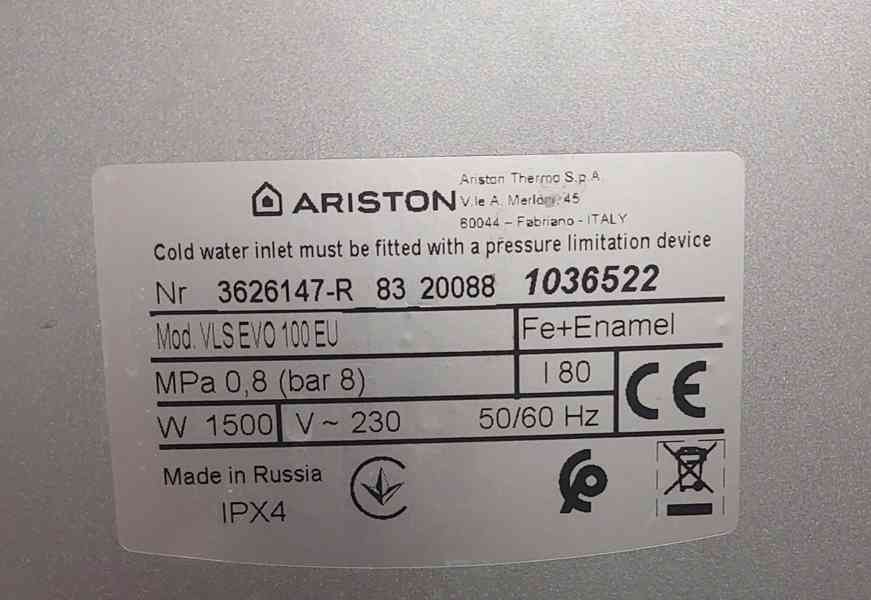 ARISTON
Ariston Thermo S.p.A.
V.le A. Merloni 45
60044 – Fabriano - ITALY
Cold water inlet must be fitted with a pressure limitation device
Nr 3626147-R 83 20088 1036522
Mod. VLS EVO 100 EU Fe+Enamel
MPa 0,8 (bar 8) l 80
CE
W 1500 V ~ 230 50/60 Hz
Made in Russia
IPX4